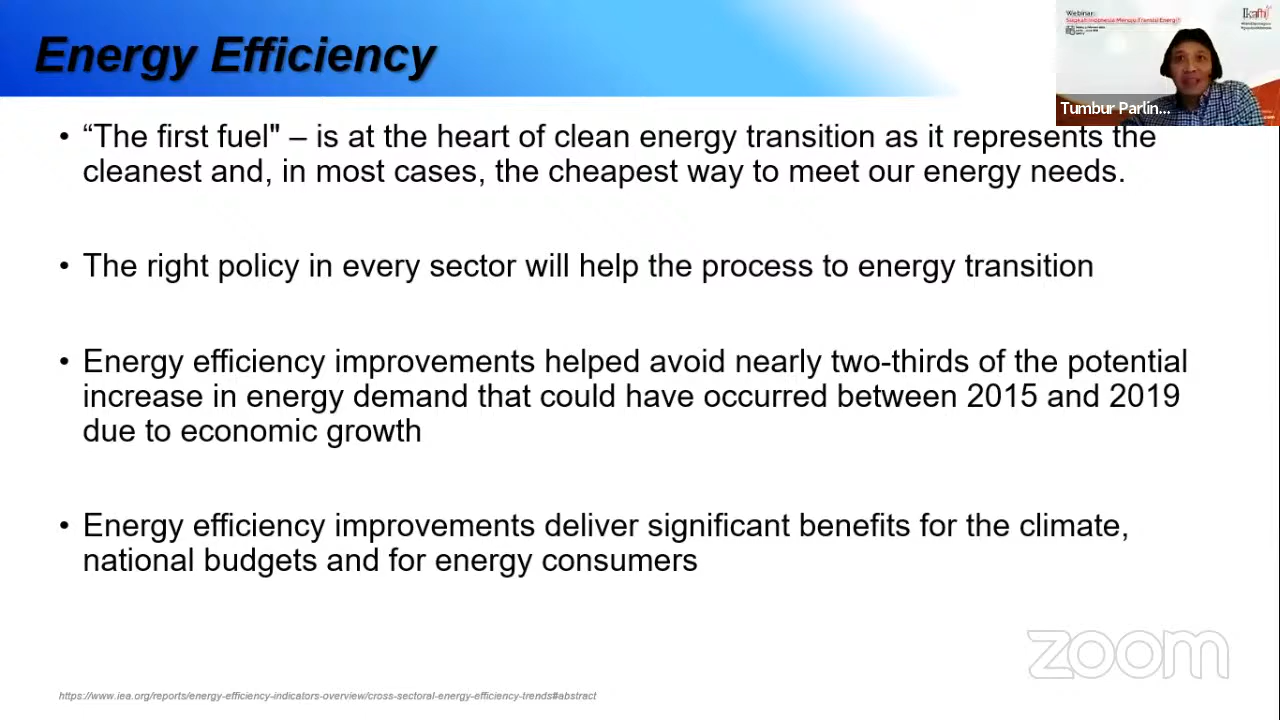 Energy Efficiency
Webinar:
Tumbur Parlin...
• “The first fuel" – is at the heart of clean energy transition as it represents the
cleanest and, in most cases, the cheapest way to meet our energy needs.
• The right policy in every sector will help the process to energy transition
• Energy efficiency improvements helped avoid nearly two-thirds of the potential
increase in energy demand that could have occurred between 2015 and 2019
due to economic growth
• Energy efficiency improvements deliver significant benefits for the climate,
national budgets and for energy consumers
zoom
https://www.iea.org/reports/energy-efficiency-indicators-overview/cross-sectoral-energy-efficiency-trends#abstract